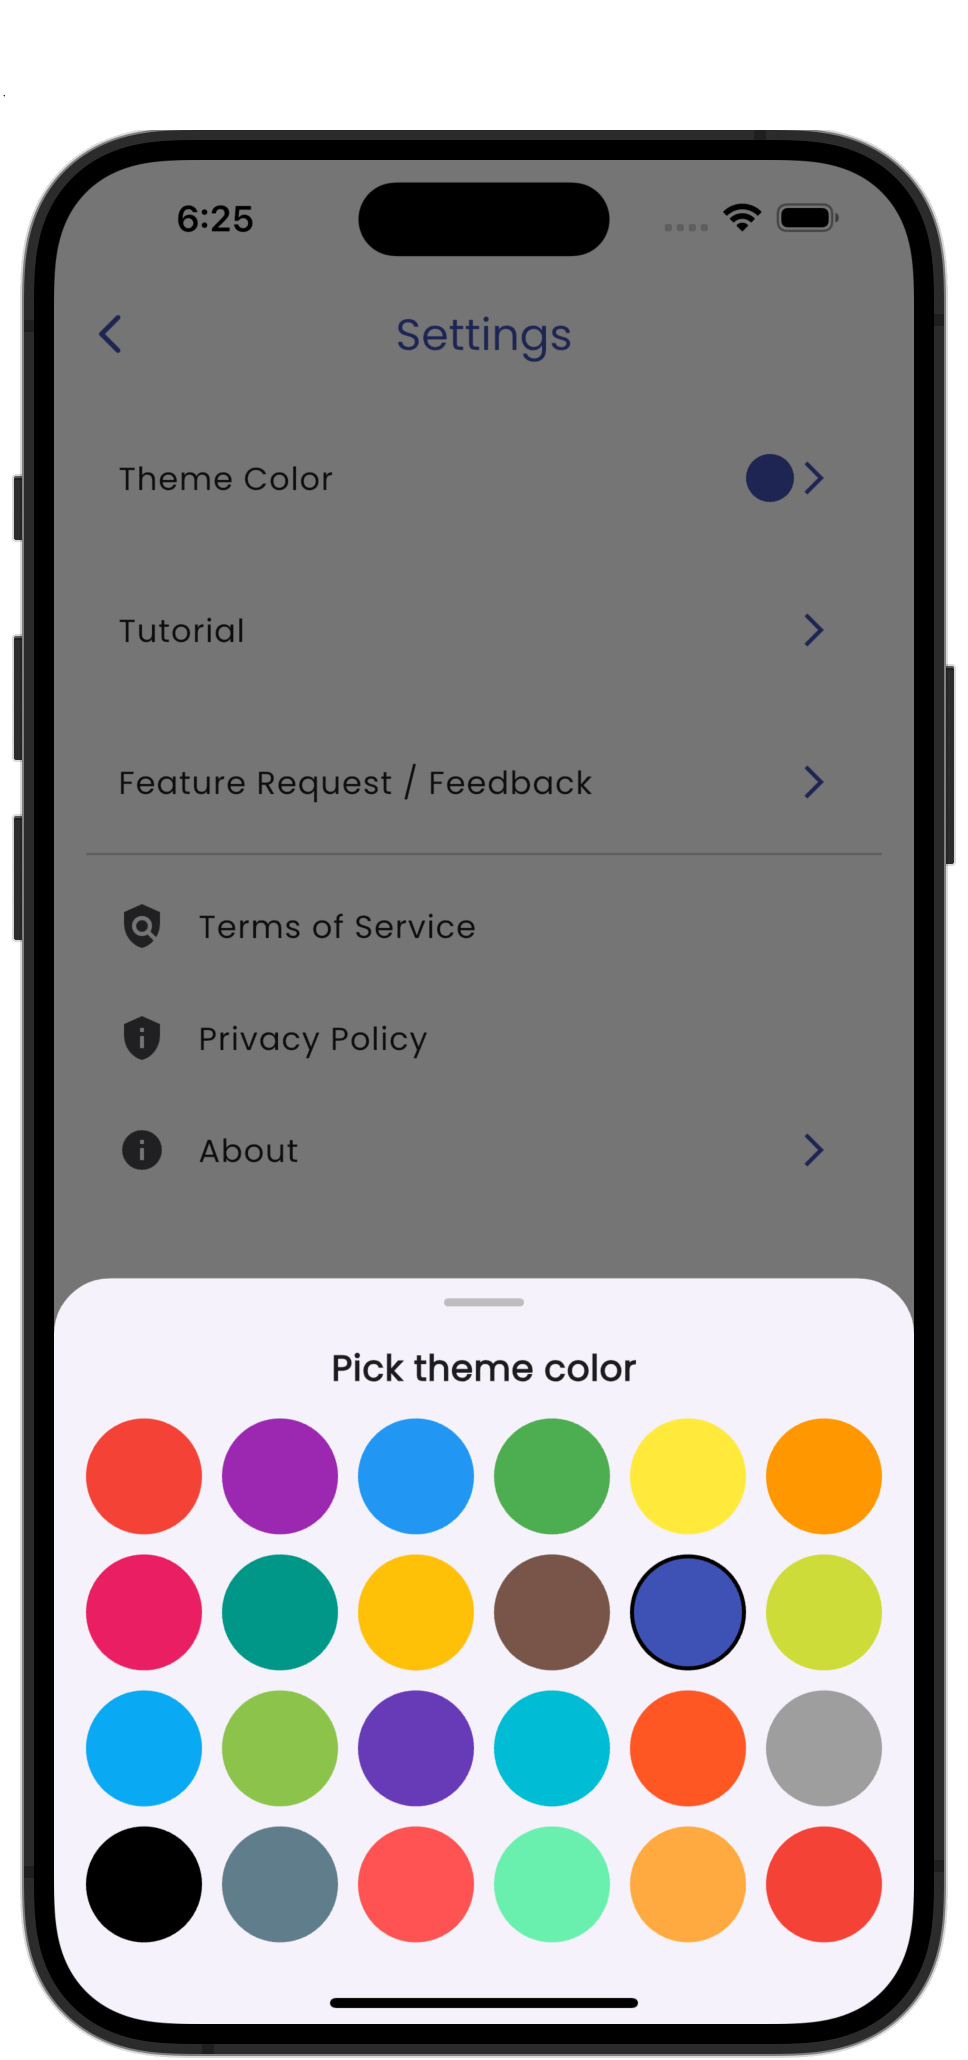 6:25
Settings
Theme Color
Tutorial
Feature Request / Feedback
Terms of Service
Privacy Policy
About
Pick theme color